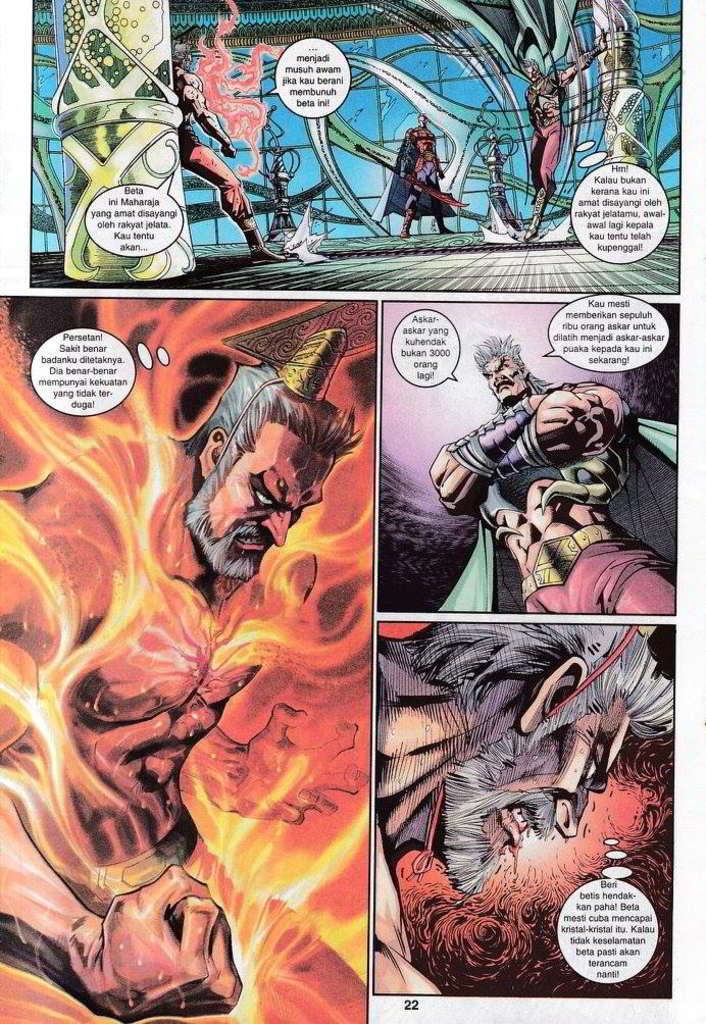 Beta
ini Maharaja
yang amat disayangi
oleh rakyat jelata.
Kau tentu
akan...
...
menjadi
musuh awam
jika kau berani
membunuh
beta ini!
Hm!
Kalau bukan
kerana kau ini
amat disayangi oleh
rakyat jelatamu, awal-
awal lagi kepala
kau tentu telah
kupenggal!
Persetan!
Sakit benar
badanku ditetaknya.
Dia benar-benar
mempunyai kekuatan
yang tidak ter-
duga!
Askar-
askar yang
kuhendak
bukan 3000
orang
lagi!
Kau mesti
memberikan sepuluh
ribu orang askar untuk
dilatih menjadi askar-askar
puaka kepada kau ini
sekarang!
Beri
betis hendak-
kan paha! Beta
mesti cuba mencapai
kristal-kristal itu. Kalau
tidak keselamatan
beta pasti akan
terancam
nanti!
22